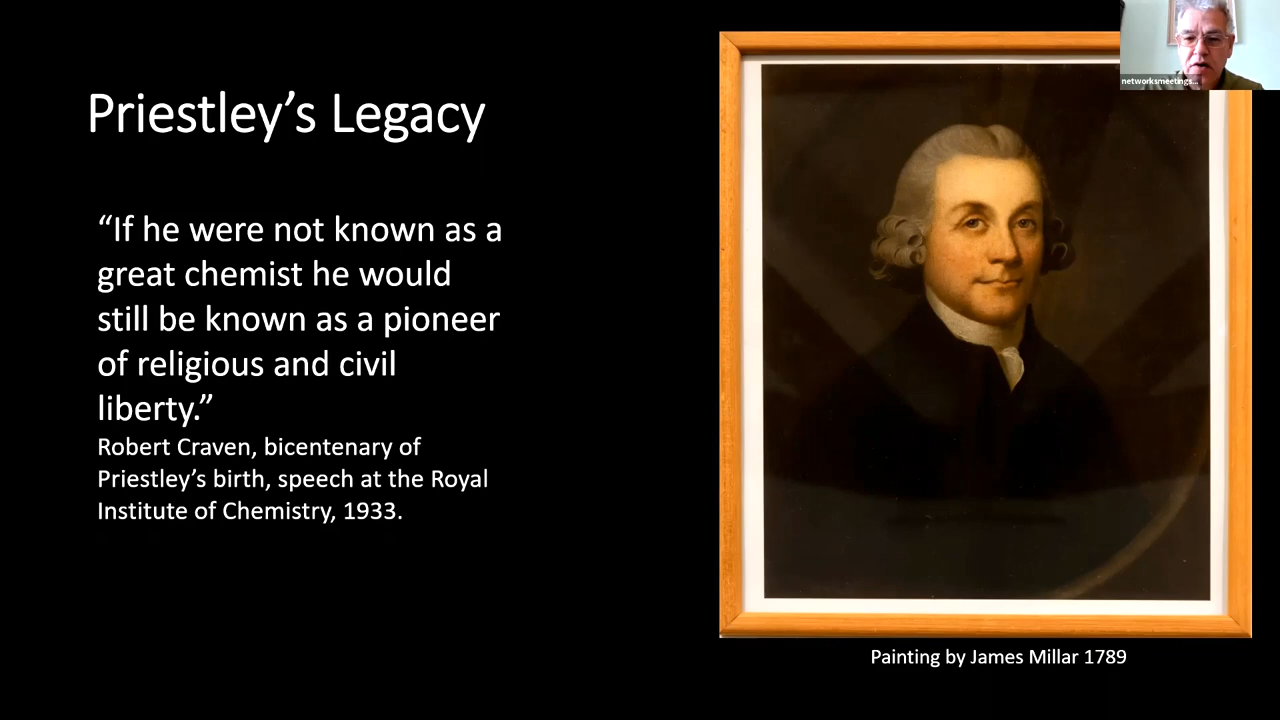 Priestley’s Legacy
“If he were not known as a
great chemist he would
still be known as a pioneer
of religious and civil
liberty.”
Robert Craven, bicentenary of
Priestley’s birth, speech at the Royal
Institute of Chemistry, 1933.
Painting by James Millar 1789
networksmeetings...